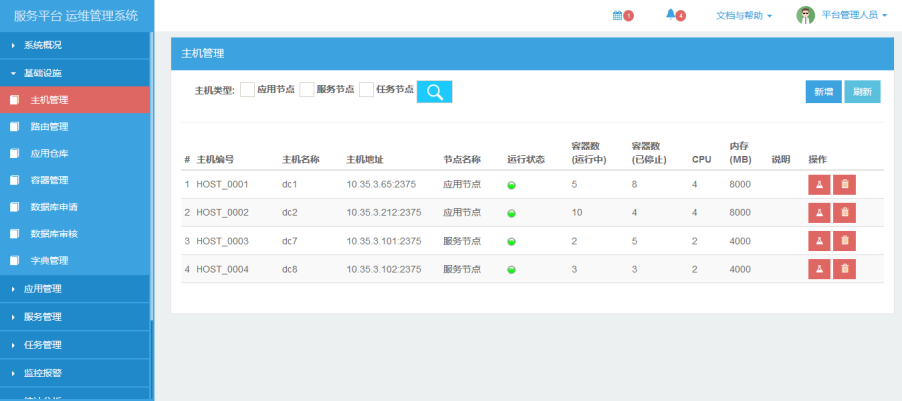 服务平台 运维管理系统
1
4
文档与帮助
平台管理人员
系统概况
基础设施
主机管理
路由管理
应用仓库
容器管理
数据库申请
数据库审核
字典管理
应用管理
服务管理
任务管理
监控报警
主机管理
主机类型: 应用节点 服务节点 任务节点
新增 刷新
# 主机编号 主机名称 主机地址 节点名称 运行状态 容器数(运行中) 容器数(已停止) CPU 内存(MB) 说明 操作
1 HOST_0001 dc1 10.35.3.65:2375 应用节点 5 8 4 8000
2 HOST_0002 dc2 10.35.3.212:2375 应用节点 10 4 4 8000
3 HOST_0003 dc7 10.35.3.101:2375 服务节点 2 5 2 4000
4 HOST_0004 dc8 10.35.3.102:2375 服务节点 3 3 2 4000